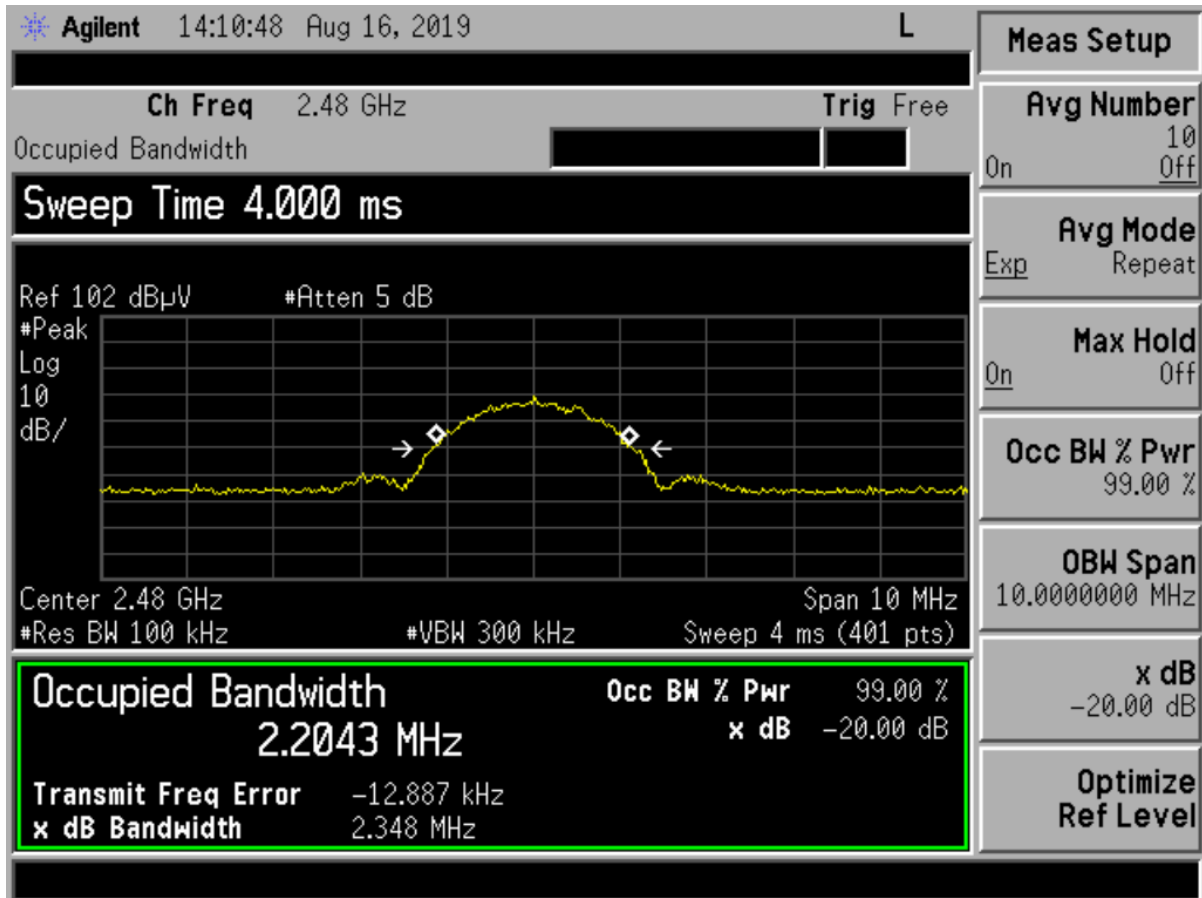 Agilent 14:10:48 Aug 16, 2019 L
Ch Freq 2.48 GHz Trig Free
Occupied Bandwidth
Sweep Time 4.000 ms
Ref 102 dBµV #Atten 5 dB
#Peak
Log
10
dB/
Center 2.48 GHz Span 10 MHz
#Res BW 100 kHz #VBW 300 kHz Sweep 4 ms (401 pts)
Occupied Bandwidth Occ BW % Pwr 99.00 %
2.2043 MHz x dB -20.00 dB
Transmit Freq Error -12.887 kHz
x dB Bandwidth 2.348 MHz
Meas Setup
Avg Number
10
On Off
Avg Mode
Exp Repeat
Max Hold
On Off
Occ BW % Pwr
99.00 %
OBW Span
10.0000000 MHz
x dB
-20.00 dB
Optimize
Ref Level